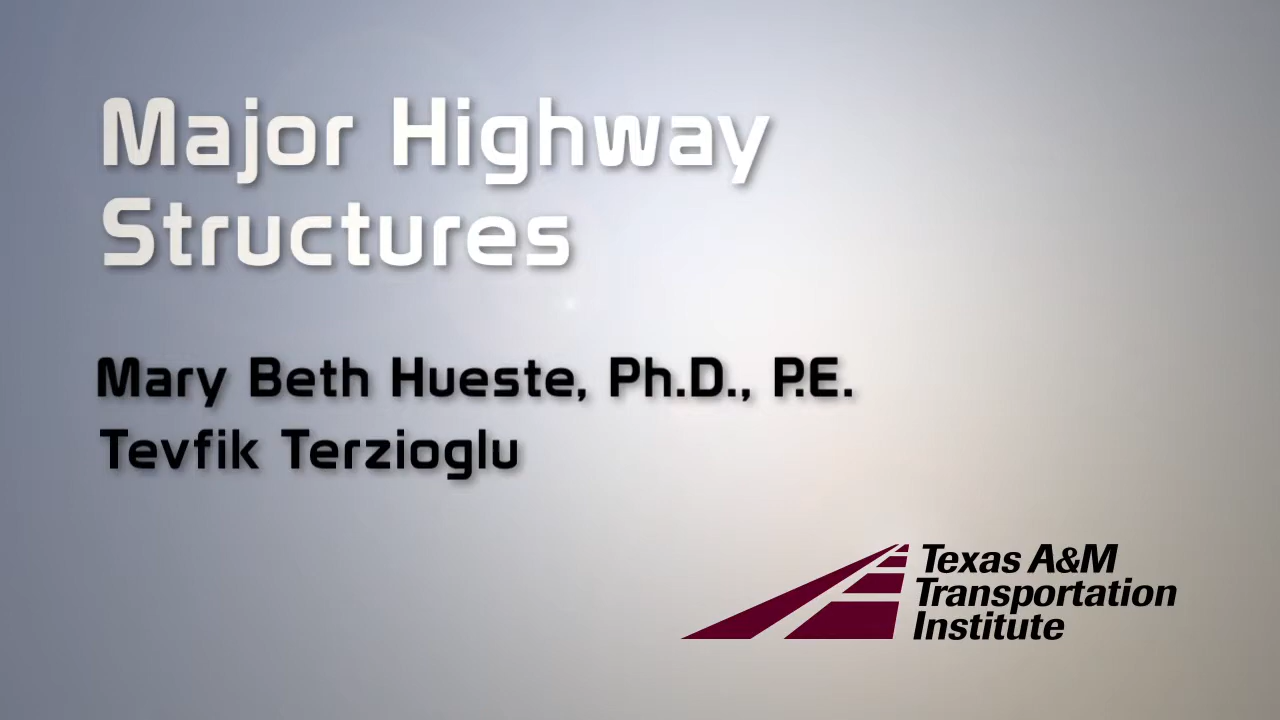 Major Highway
Structures
Mary Beth Hueste, Ph.D., P.E.
Tevfik Terzioglu
Texas A&M
Transportation
Institute